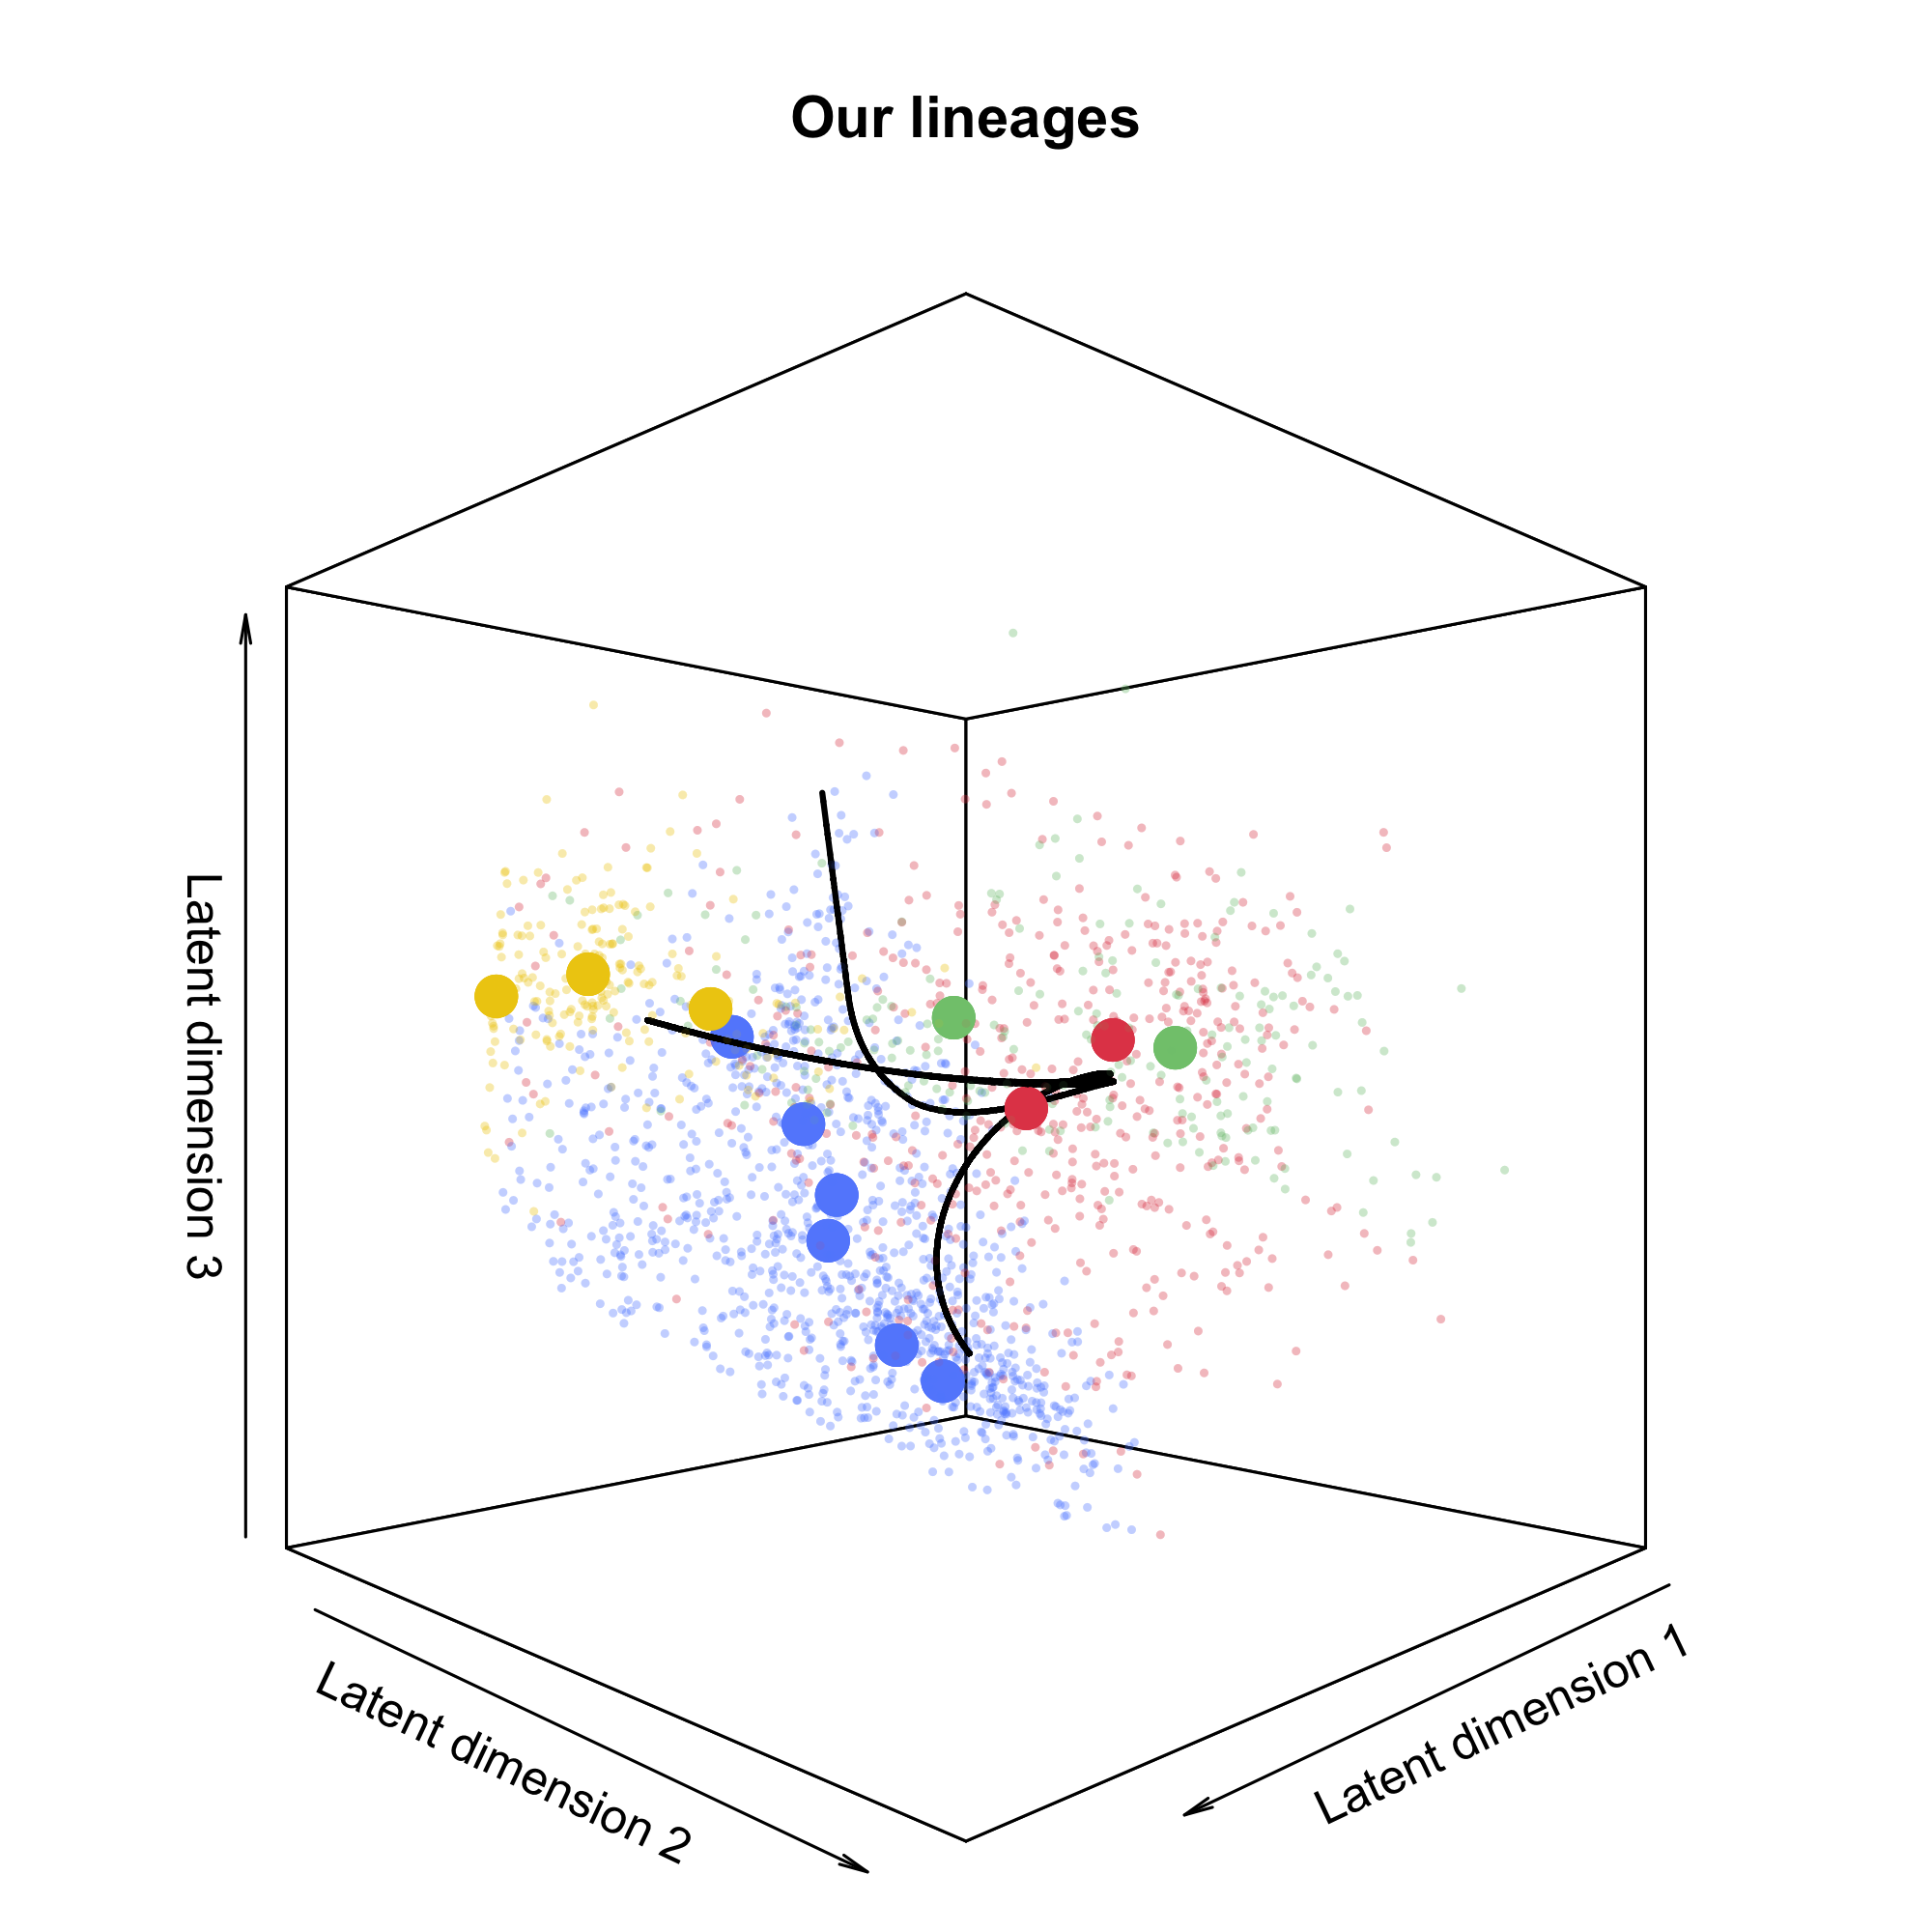 Our lineages
Latent dimension 3
Latent dimension 2
Latent dimension 1